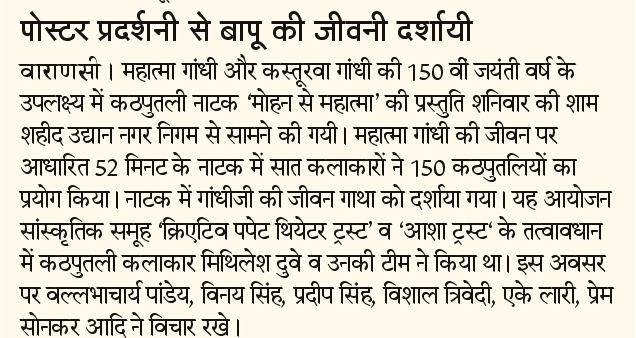 पोस्टर प्रदर्शनी से बापू की जीवनी दर्शायी
वाराणसी। महात्मा गांधी और कस्तूरवा गांधी की 150 वीं जयंती वर्ष के
उपलक्ष्य में कठपुतली नाटक ‘मोहन से महात्मा’ की प्रस्तुति शनिवार की शाम
शहीद उद्यान नगर निगम से सामने की गयी। महात्मा गांधी की जीवन पर
आधारित 52 मिनट के नाटक में सात कलाकारों ने 150 कठपुतलियों का
प्रयोग किया। नाटक में गांधीजी की जीवन गाथा को दर्शाया गया। यह आयोजन
सांस्कृतिक समूह ‘क्रिएटिव पपेट थियेटर ट्रस्ट’ व ‘आशा ट्रस्ट‘ के तत्वावधान
में कठपुतली कलाकार मिथिलेश दुवे व उनकी टीम ने किया था। इस अवसर
पर वल्लभाचार्य पांडेय, विनय सिंह, प्रदीप सिंह, विशाल त्रिवेदी, एके लारी, प्रेम
सोनकर आदि ने विचार रखे।